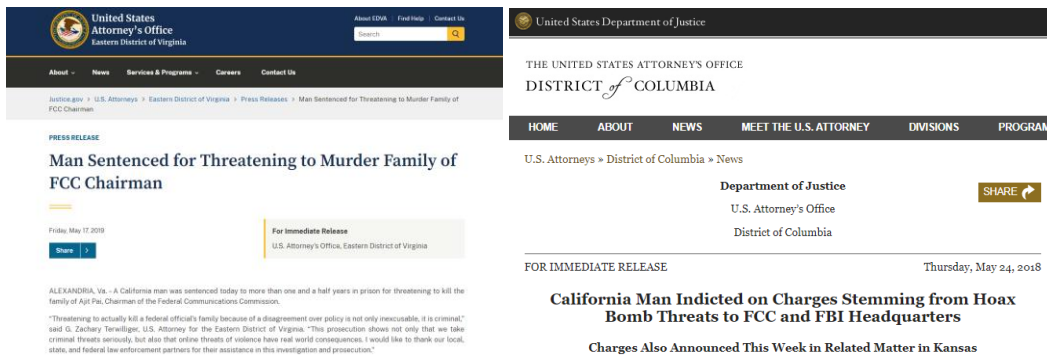 United States
Attorney's Office
Eastern District of Virginia
About EDVA | Find Help | Contact Us
Search
About News Services & Programs Careers Contact Us
Justice.gov > U.S. Attorneys > Eastern District of Virginia > Press Releases > Man Sentenced for Threatening to Murder Family of
FCC Chairman
PRESS RELEASE
Man Sentenced for Threatening to Murder Family of
FCC Chairman
Friday, May 17, 2019
Share >
For Immediate Release
U.S. Attorney's Office, Eastern District of Virginia
ALEXANDRIA, Va. – A California man was sentenced today to more than one and a half years in prison for threatening to kill the
family of Ajit Pai, Chairman of the Federal Communications Commission.
"Threatening to actually kill a federal official's family because of a disagreement over policy is not only inexcusable, it is criminal,"
said G. Zachary Terwilliger, U.S. Attorney for the Eastern District of Virginia. "This prosecution shows not only that we take
criminal threats seriously, but also that online threats of violence have real world consequences. I would like to thank our local,
state, and federal law enforcement partners for their assistance in this investigation and prosecution."
United States Department of Justice
THE UNITED STATES ATTORNEY'S OFFICE
DISTRICT of COLUMBIA
HOME ABOUT NEWS MEET THE U.S. ATTORNEY DIVISIONS PROGRAM
U.S. Attorneys » District of Columbia » News
Department of Justice
SHARE
U.S. Attorney's Office
District of Columbia
FOR IMMEDIATE RELEASE Thursday, May 24, 2018
California Man Indicted on Charges Stemming from Hoax
Bomb Threats to FCC and FBI Headquarters
Charges Also Announced This Week in Related Matter in Kansas